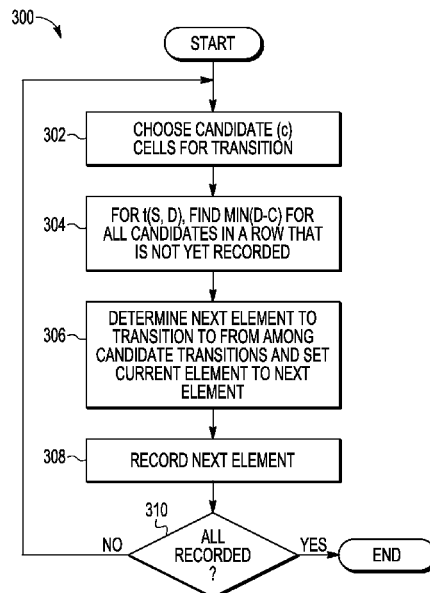 300
START
302
CHOOSE CANDIDATE (c)
CELLS FOR TRANSITION
304
FOR t(S, D), FIND MIN(D-C) FOR
ALL CANDIDATES IN A ROW THAT
IS NOT YET RECORDED
306
DETERMINE NEXT ELEMENT TO
TRANSITION TO FROM AMONG
CANDIDATE TRANSITIONS AND SET
CURRENT ELEMENT TO NEXT
ELEMENT
308
RECORD NEXT ELEMENT
310
NO
ALL
RECORDED
?
YES
END